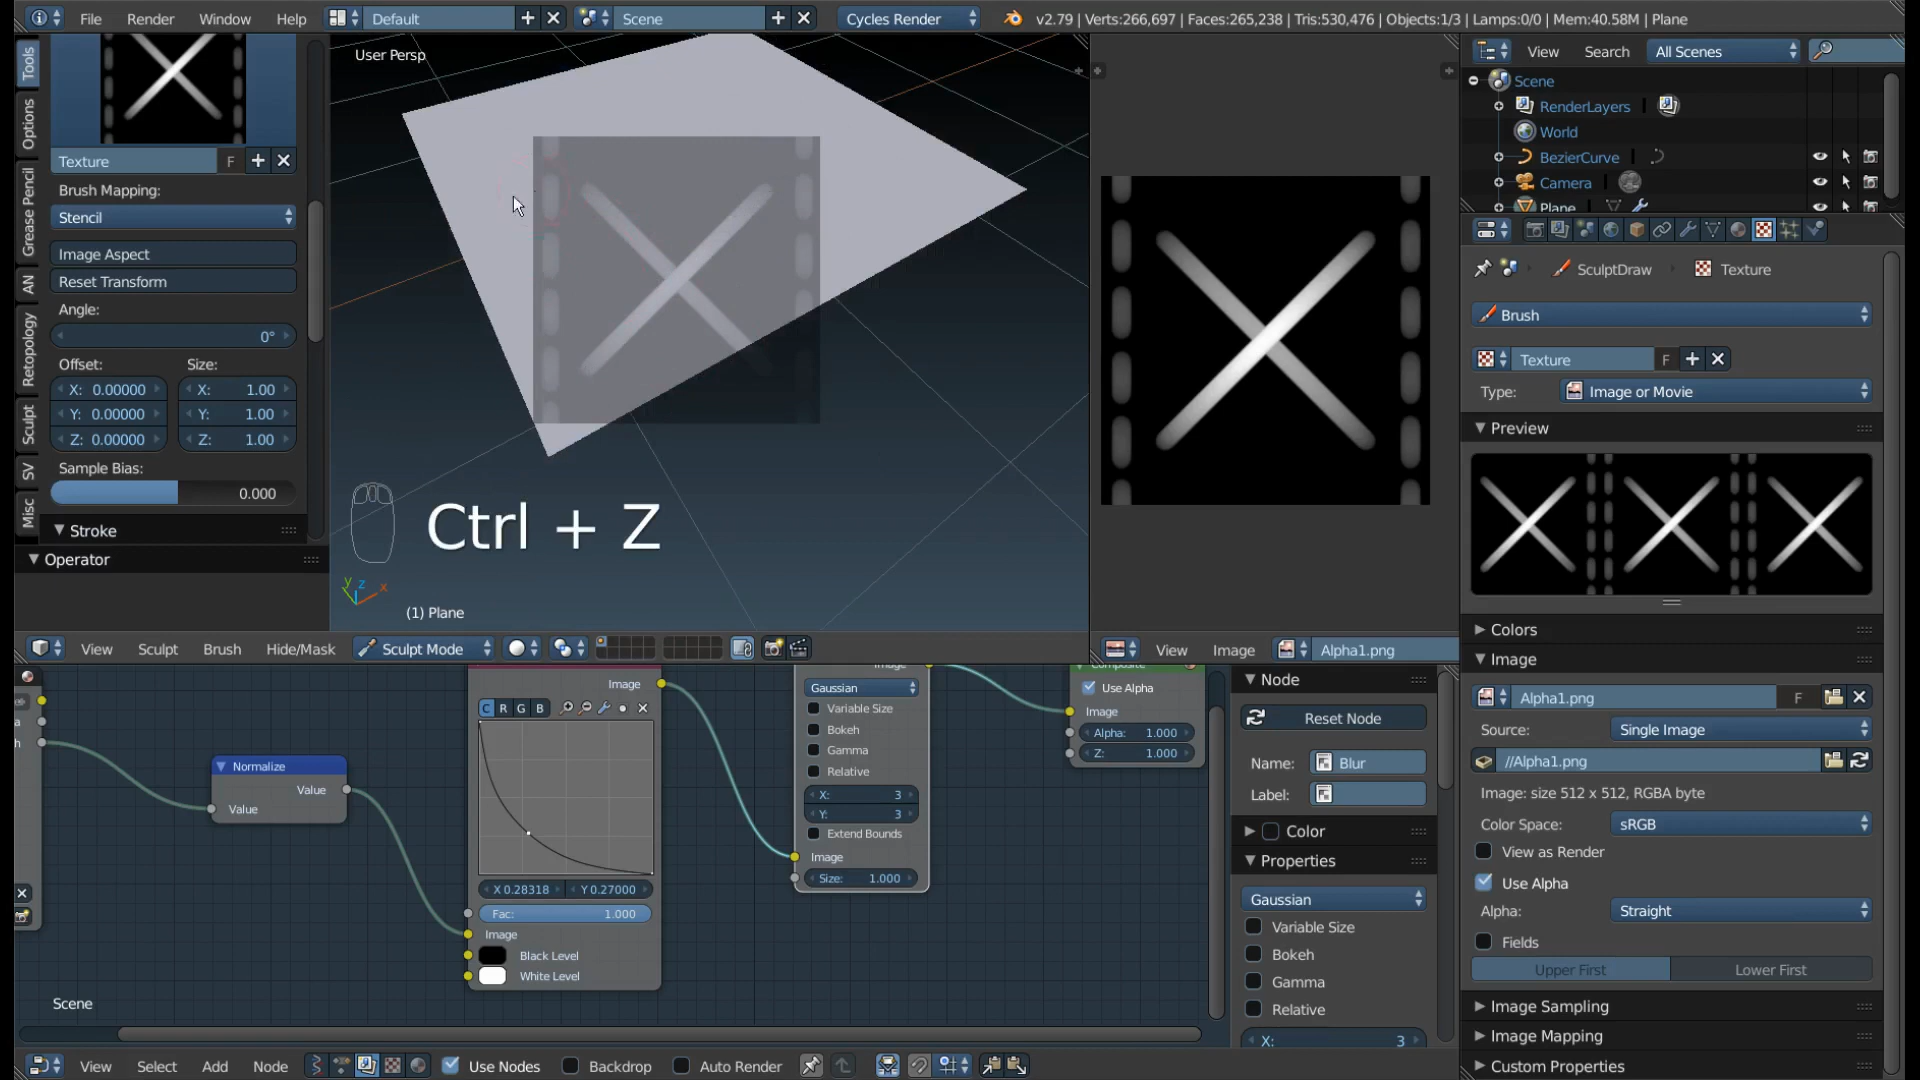 File Render Window Help Default Scene Cycles Render v2.79 | Verts:266,697 | Faces:265,238 | Tris:530,476 | Objects:1/3 | Lamps:0/0 | Mem:40.58M | Plane
Tools
Options
Grease Pencil
AN
Retopology
Sculpt
SV
Misc
Texture F
Brush Mapping:
Stencil
Image Aspect
Reset Transform
Angle:
0°
Offset: Size:
X: 0.00000 X: 1.00
Y: 0.00000 Y: 1.00
Z: 0.00000 Z: 1.00
Sample Bias:
0.000
Stroke
Operator
User Persp
Ctrl + Z
y z x
(1) Plane
View Sculpt Brush Hide/Mask Sculpt Mode
View Image Alpha1.png
View Search All Scenes
Scene
RenderLayers
World
BezierCurve
Camera
Plane
SculptDraw Texture
Brush
Texture F
Type: Image or Movie
Preview
Colors
Image
Alpha1.png F
Source: Single Image
//Alpha1.png
Image: size 512 x 512, RGBA byte
Color Space: sRGB
View as Render
Use Alpha
Alpha: Straight
Fields
Upper First Lower First
Image Sampling
Image Mapping
Custom Properties
Normalize
Value
Value
Image
C R G B
X 0.28318 Y 0.27000
Fac: 1.000
Image
Black Level
White Level
Image
Gaussian
Variable Size
Bokeh
Gamma
Relative
X: 3
Y: 3
Extend Bounds
Image
Size: 1.000
Composite
Use Alpha
Image
Alpha: 1.000
Z: 1.000
Node
Reset Node
Name: Blur
Label:
Color
Properties
Gaussian
Variable Size
Bokeh
Gamma
Relative
X: 3
Scene
View Select Add Node Use Nodes Backdrop Auto Render